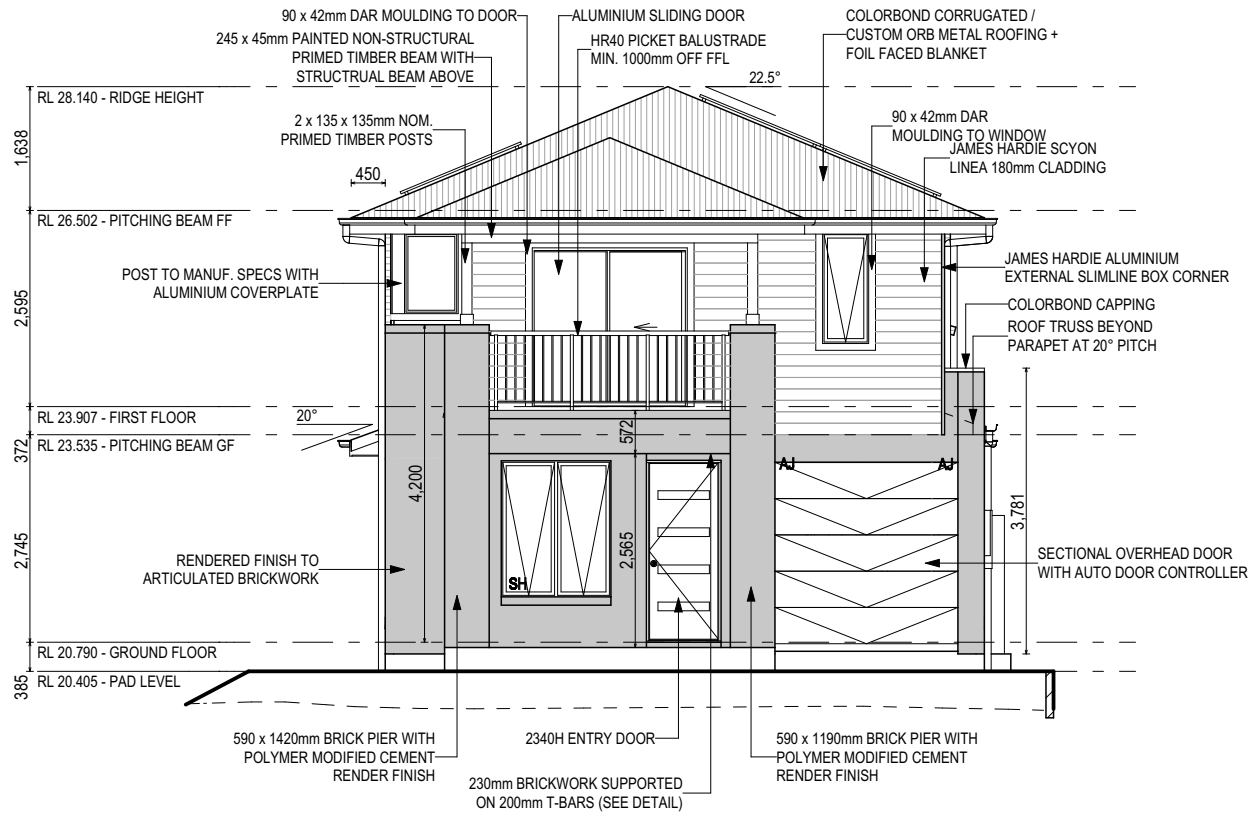 90 x 42mm DAR MOULDING TO DOOR
245 x 45mm PAINTED NON-STRUCTURAL
PRIMED TIMBER BEAM WITH
STRUCTRUAL BEAM ABOVE
ALUMINIUM SLIDING DOOR
HR40 PICKET BALUSTRADE
MIN. 1000mm OFF FFL
COLORBOND CORRUGATED /
CUSTOM ORB METAL ROOFING +
FOIL FACED BLANKET
22.5°
RL 28.140 - RIDGE HEIGHT
2 x 135 x 135mm NOM.
PRIMED TIMBER POSTS
90 x 42mm DAR
MOULDING TO WINDOW
JAMES HARDIE SCYON
LINEA 180mm CLADDING
1,638
450
RL 26.502 - PITCHING BEAM FF
POST TO MANUF. SPECS WITH
ALUMINIUM COVERPLATE
JAMES HARDIE ALUMINIUM
EXTERNAL SLIMLINE BOX CORNER
2,595
COLORBOND CAPPING
ROOF TRUSS BEYOND
PARAPET AT 20° PITCH
RL 23.907 - FIRST FLOOR
20°
372
RL 23.535 - PITCHING BEAM GF
572
4,200
AJ
AJ
3,781
2,745
2,565
RENDERED FINISH TO
ARTICULATED BRICKWORK
SH
SECTIONAL OVERHEAD DOOR
WITH AUTO DOOR CONTROLLER
RL 20.790 - GROUND FLOOR
385
RL 20.405 - PAD LEVEL
590 x 1420mm BRICK PIER WITH
POLYMER MODIFIED CEMENT
RENDER FINISH
2340H ENTRY DOOR
230mm BRICKWORK SUPPORTED
ON 200mm T-BARS (SEE DETAIL)
590 x 1190mm BRICK PIER WITH
POLYMER MODIFIED CEMENT
RENDER FINISH